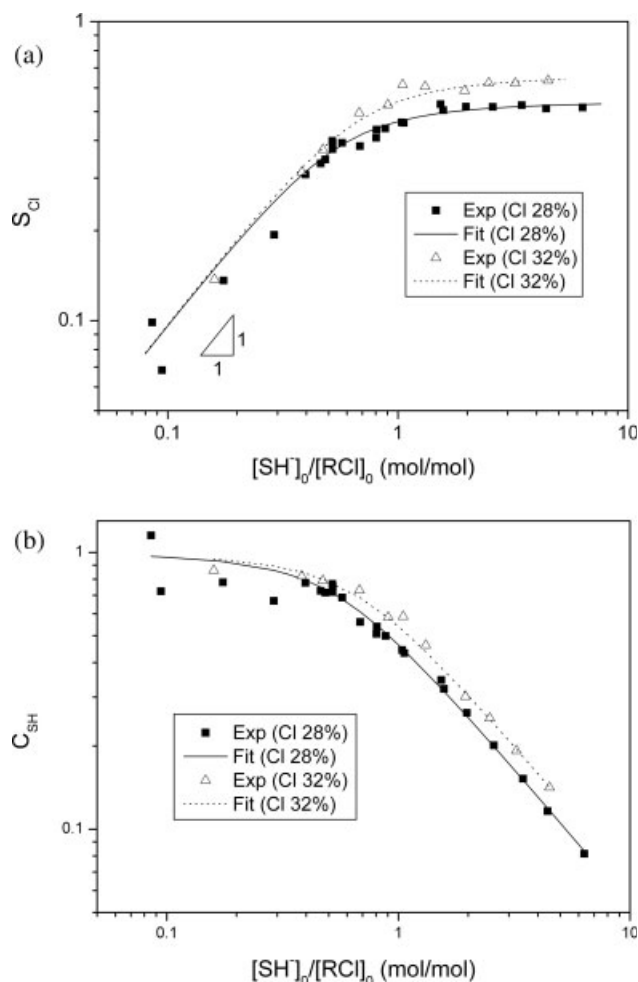 (a)
1
S_Cl
0.1
■ Exp (Cl 28%)
— Fit (Cl 28%)
△ Exp (Cl 32%)
Fit (Cl 32%)
1
1
0.1
1
10
[SH⁻]₀/[RCl]₀ (mol/mol)
(b)
1
C_SH
0.1
■ Exp (Cl 28%)
— Fit (Cl 28%)
△ Exp (Cl 32%)
Fit (Cl 32%)
0.1
1
10
[SH⁻]₀/[RCl]₀ (mol/mol)